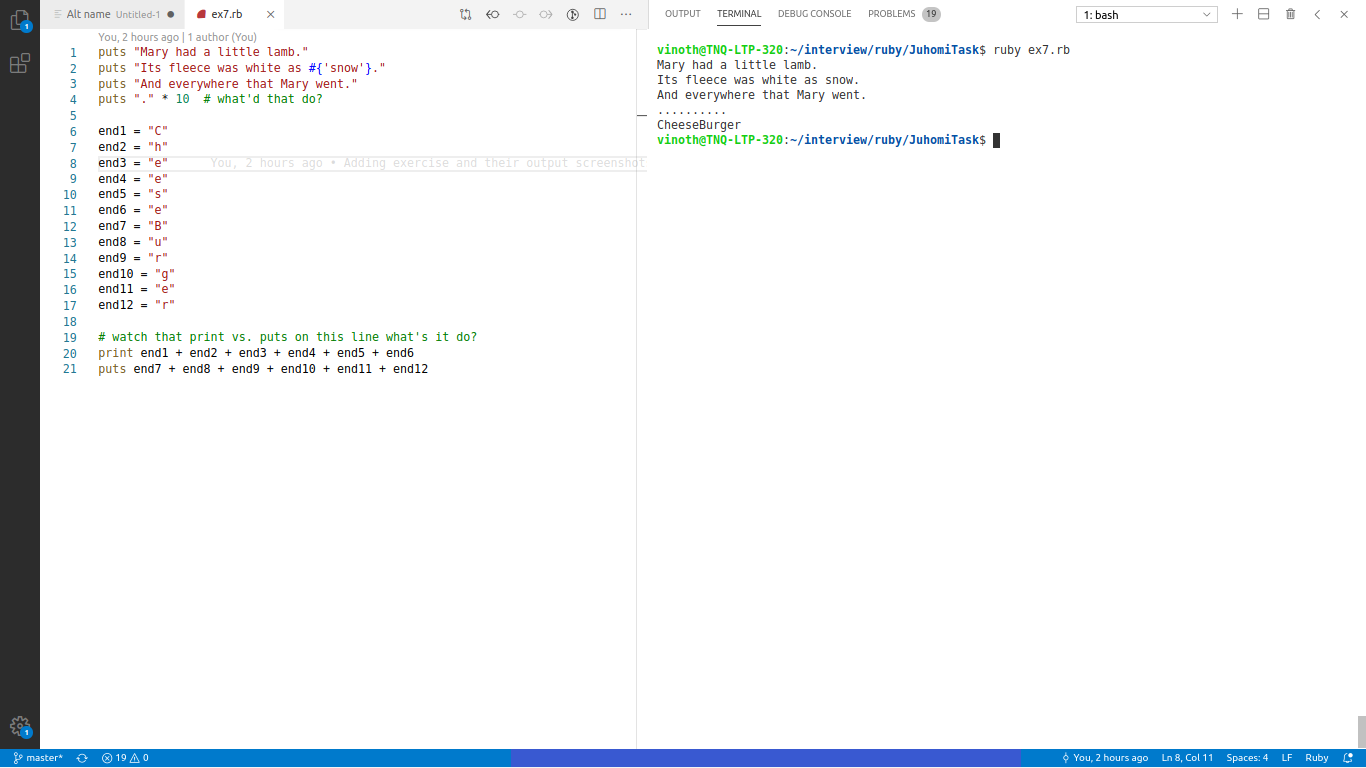 Alt name Untitled-1
ex7.rb
OUTPUT TERMINAL DEBUG CONSOLE PROBLEMS 19
1: bash
1
You, 2 hours ago | 1 author (You)
1 puts "Mary had a little lamb."
2 puts "Its fleece was white as #{'snow'}."
3 puts "And everywhere that Mary went."
4 puts "." * 10  # what'd that do?
5
6 end1 = "C"
7 end2 = "h"
8 end3 = "e" You, 2 hours ago • Adding exercise and their output screenshot
9 end4 = "e"
10 end5 = "s"
11 end6 = "e"
12 end7 = "B"
13 end8 = "u"
14 end9 = "r"
15 end10 = "g"
16 end11 = "e"
17 end12 = "r"
18
19 # watch that print vs. puts on this line what's it do?
20 print end1 + end2 + end3 + end4 + end5 + end6
21 puts end7 + end8 + end9 + end10 + end11 + end12
vinoth@TNQ-LTP-320:~/interview/ruby/JuhomiTask$ ruby ex7.rb
Mary had a little lamb.
Its fleece was white as snow.
And everywhere that Mary went.
..........
CheeseBurger
vinoth@TNQ-LTP-320:~/interview/ruby/JuhomiTask$
1
master* 19 0 You, 2 hours ago Ln 8, Col 11 Spaces: 4 LF Ruby